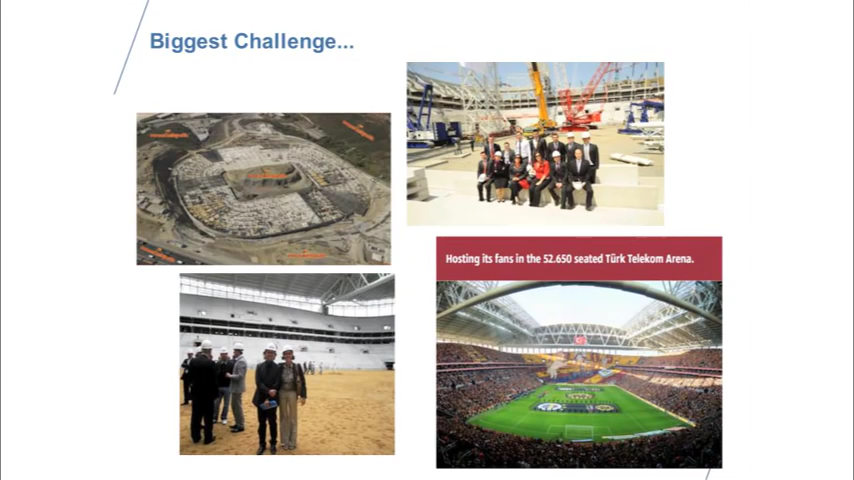 Biggest Challenge...
Hosting its fans in the 52.650 seated Türk Telekom Arena.